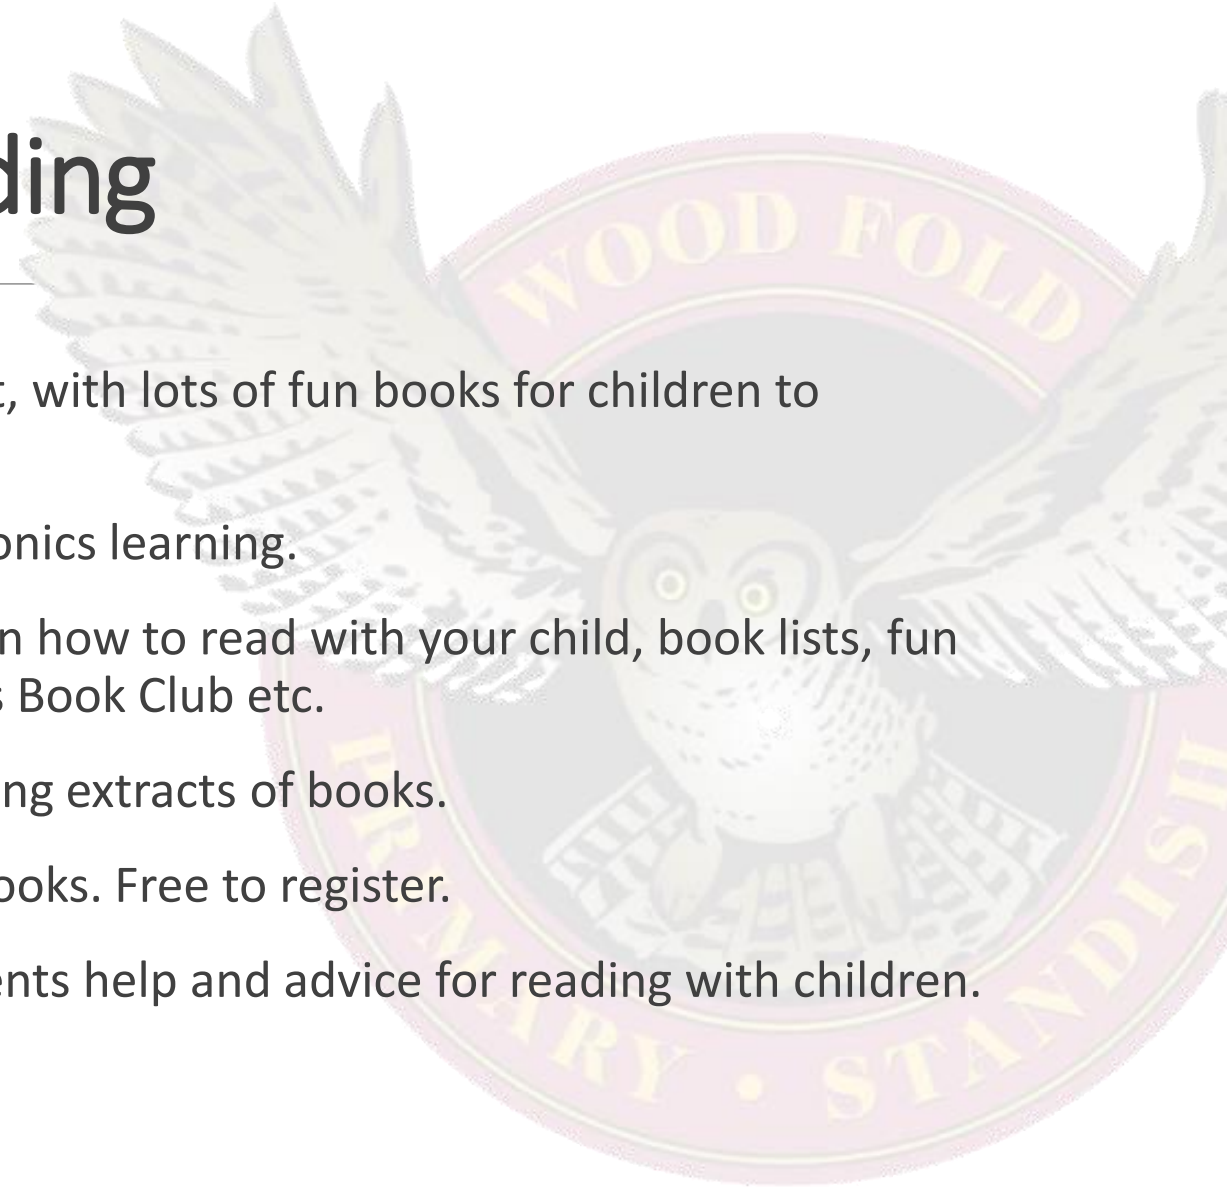 ding
t, with lots of fun books for children to
onics learning.
n how to read with your child, book lists, fun
s Book Club etc.
ng extracts of books.
ooks. Free to register.
ents help and advice for reading with children.
WOOD FOLD
PRIMARY • STANDISH